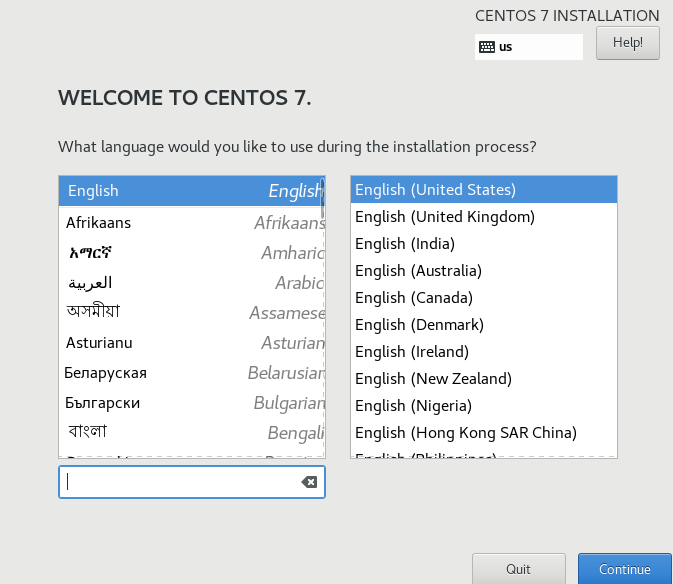 CENTOS 7 INSTALLATION
us
Help!
WELCOME TO CENTOS 7.
What language would you like to use during the installation process?
English English
Afrikaans Afrikaans
አማርኛ Amharic
العربية Arabic
অসমীয়া Assamese
Asturianu Asturian
Беларуская Belarusian
Български Bulgarian
বাংলা Bengali
English (United States)
English (United Kingdom)
English (India)
English (Australia)
English (Canada)
English (Denmark)
English (Ireland)
English (New Zealand)
English (Nigeria)
English (Hong Kong SAR China)
English (Philippines)
Quit
Continue